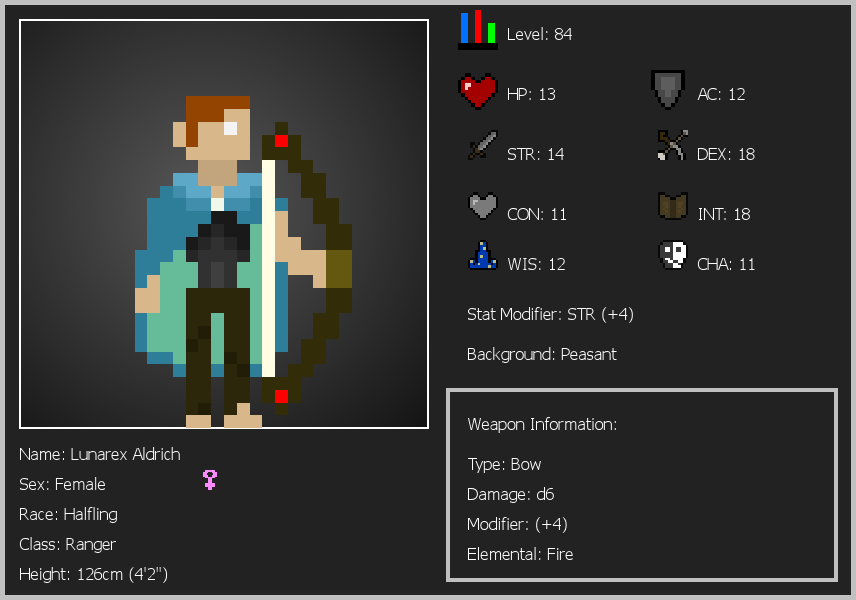 Level: 84
HP: 13
AC: 12
STR: 14
DEX: 18
CON: 11
INT: 18
WIS: 12
CHA: 11
Stat Modifier: STR (+4)
Background: Peasant
Weapon Information:
Type: Bow
Damage: d6
Modifier: (+4)
Elemental: Fire
Name: Lunarex Aldrich
Sex: Female
Race: Halfling
Class: Ranger
Height: 126cm (4'2")